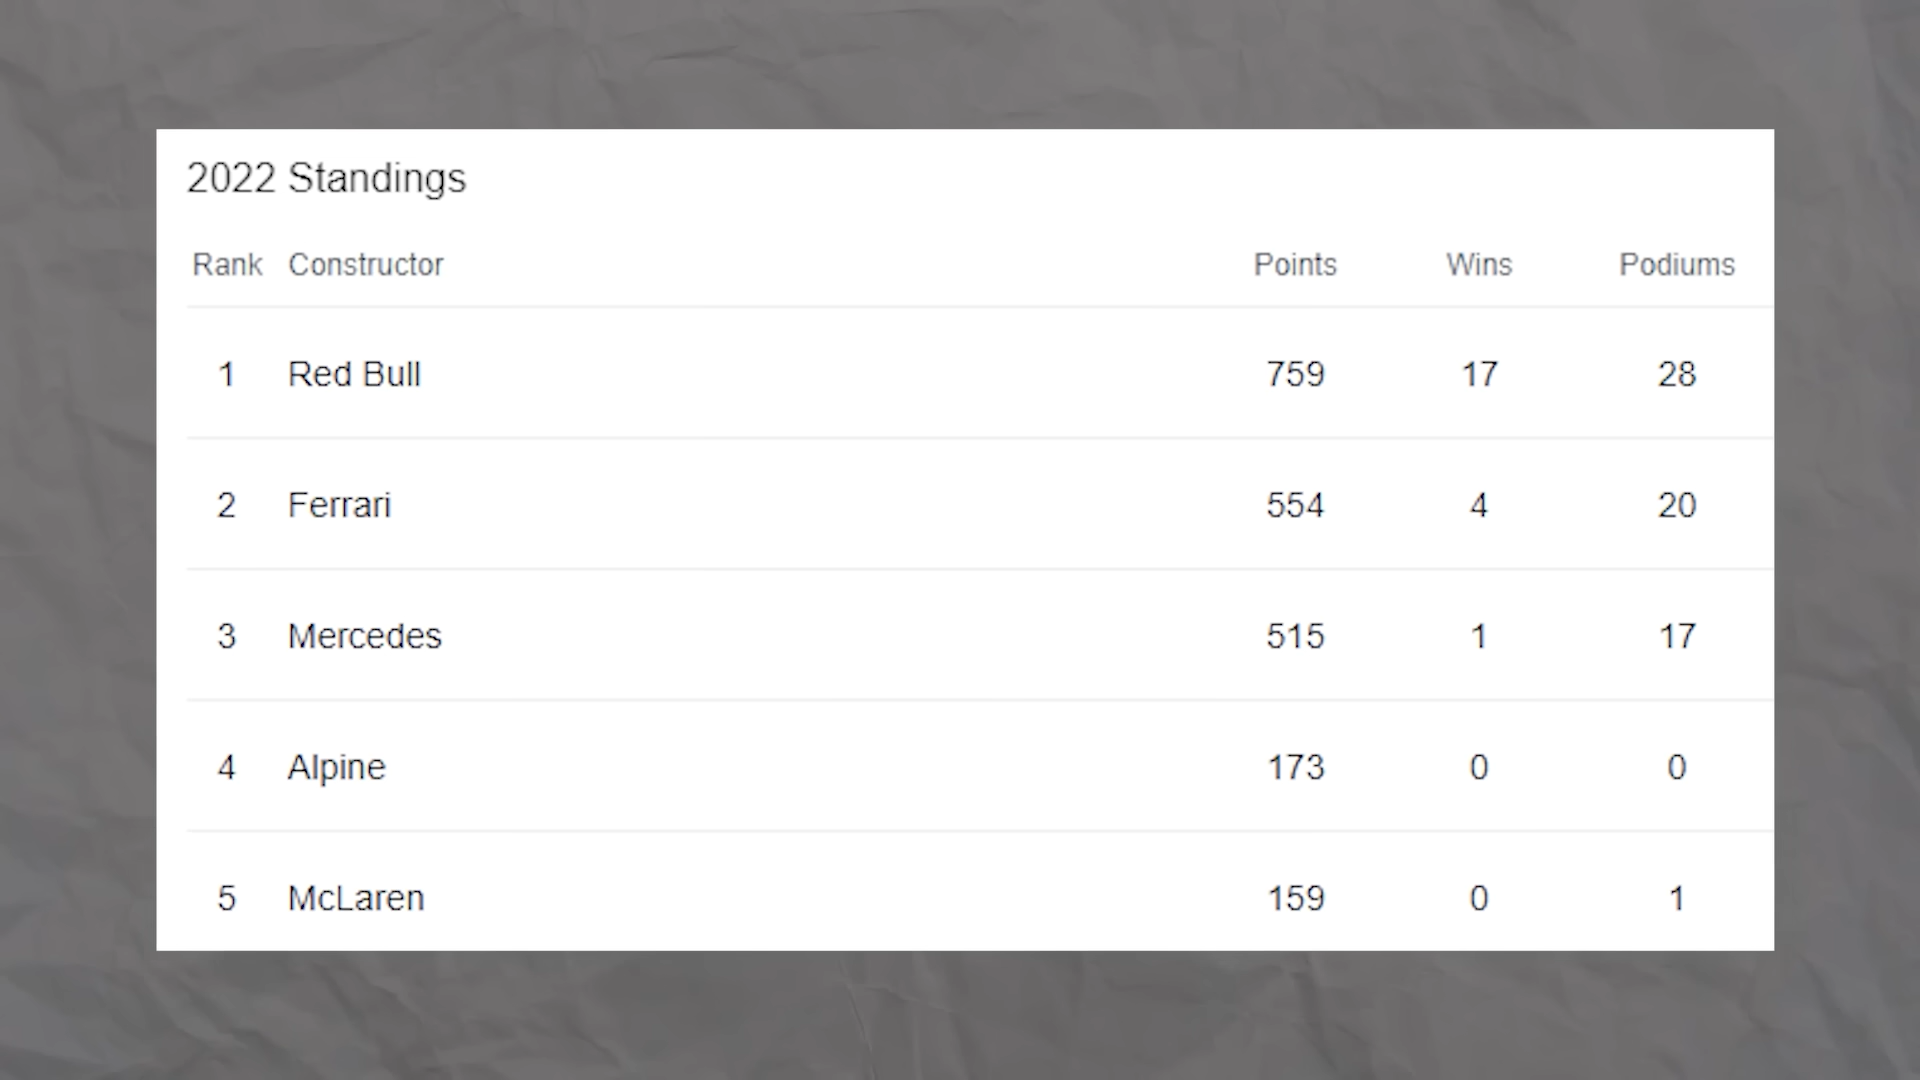 2022 Standings
Rank Constructor Points Wins Podiums
1 Red Bull 759 17 28
2 Ferrari 554 4 20
3 Mercedes 515 1 17
4 Alpine 173 0 0
5 McLaren 159 0 1